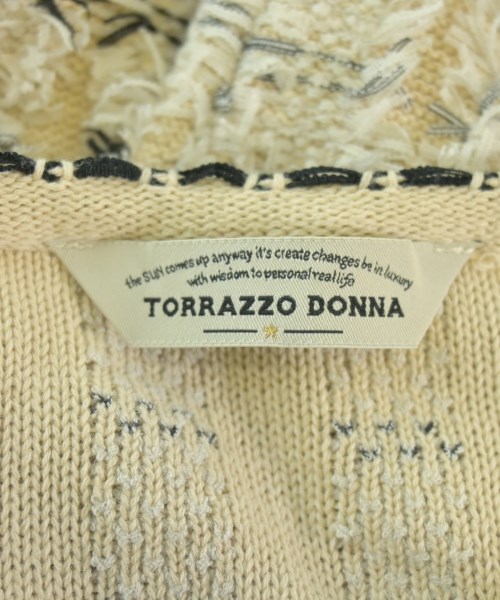 the SUN comes up anyway it's create changes be in luxury
with wisdom to personal real life
TORRAZZO DONNA